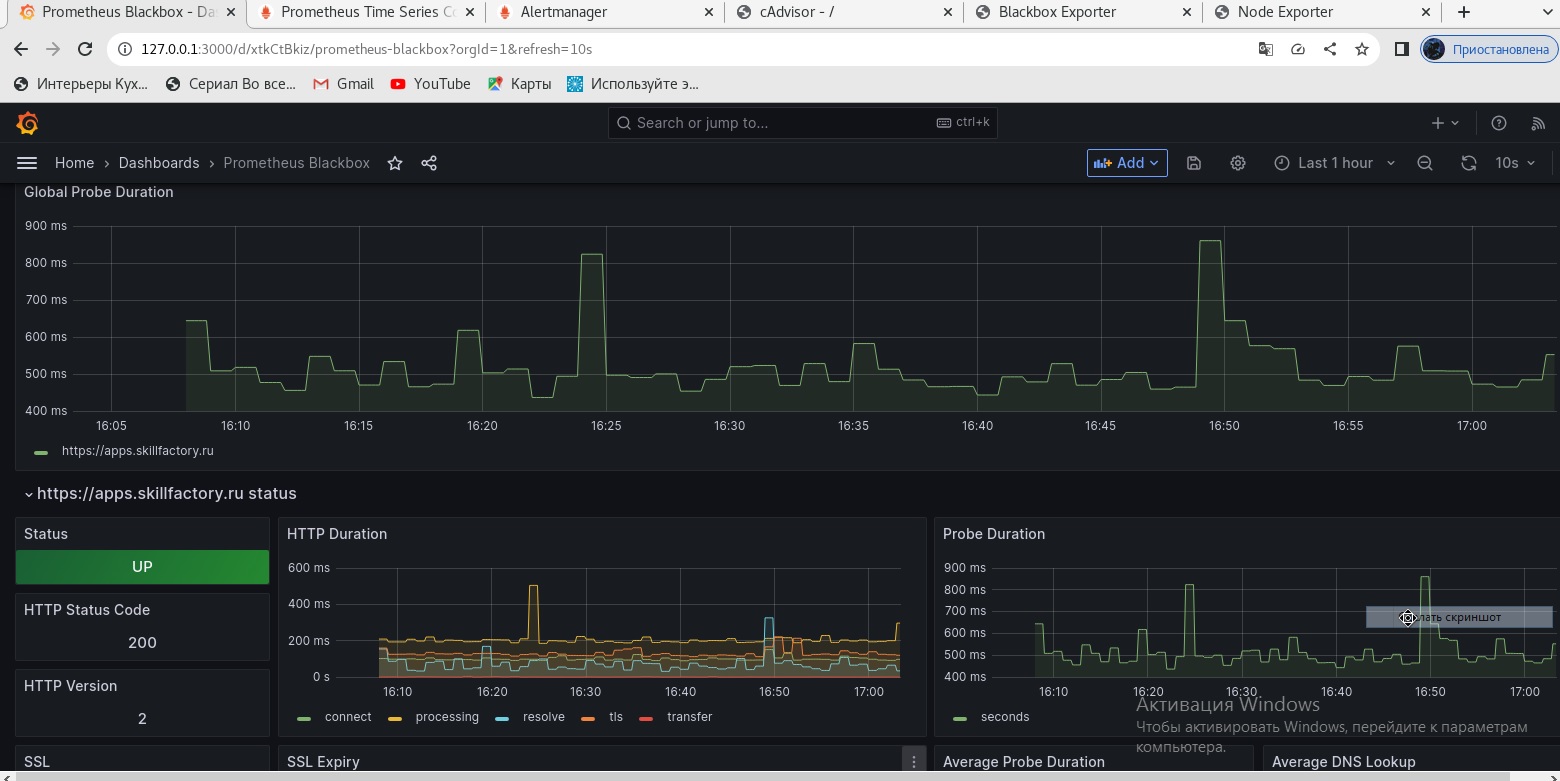 Prometheus Blackbox - Da
Prometheus Time Series Co
Alertmanager
cAdvisor - /
Blackbox Exporter
Node Exporter
127.0.0.1:3000/d/xtkCtBkiz/prometheus-blackbox?orgId=1&refresh=10s
Приостановлена
Интерьеры Кух...
Сериал Во все...
Gmail
YouTube
Карты
Используйте э...
Search or jump to...
ctrl+k
Home > Dashboards > Prometheus Blackbox
Add
Last 1 hour
10s
Global Probe Duration
900 ms
800 ms
700 ms
600 ms
500 ms
400 ms
16:05 16:10 16:15 16:20 16:25 16:30 16:35 16:40 16:45 16:50 16:55 17:00
https://apps.skillfactory.ru
https://apps.skillfactory.ru status
Status
UP
HTTP Status Code
200
HTTP Version
2
SSL
HTTP Duration
600 ms
400 ms
200 ms
0 s
16:10 16:20 16:30 16:40 16:50 17:00
connect processing resolve tls transfer
SSL Expiry
Probe Duration
900 ms
800 ms
700 ms
600 ms
500 ms
400 ms
16:10 16:20 16:30 16:40 16:50 17:00
seconds
скриншот
Активация Windows
Чтобы активировать Windows, перейдите к параметрам
компьютера.
Average Probe Duration
Average DNS Lookup